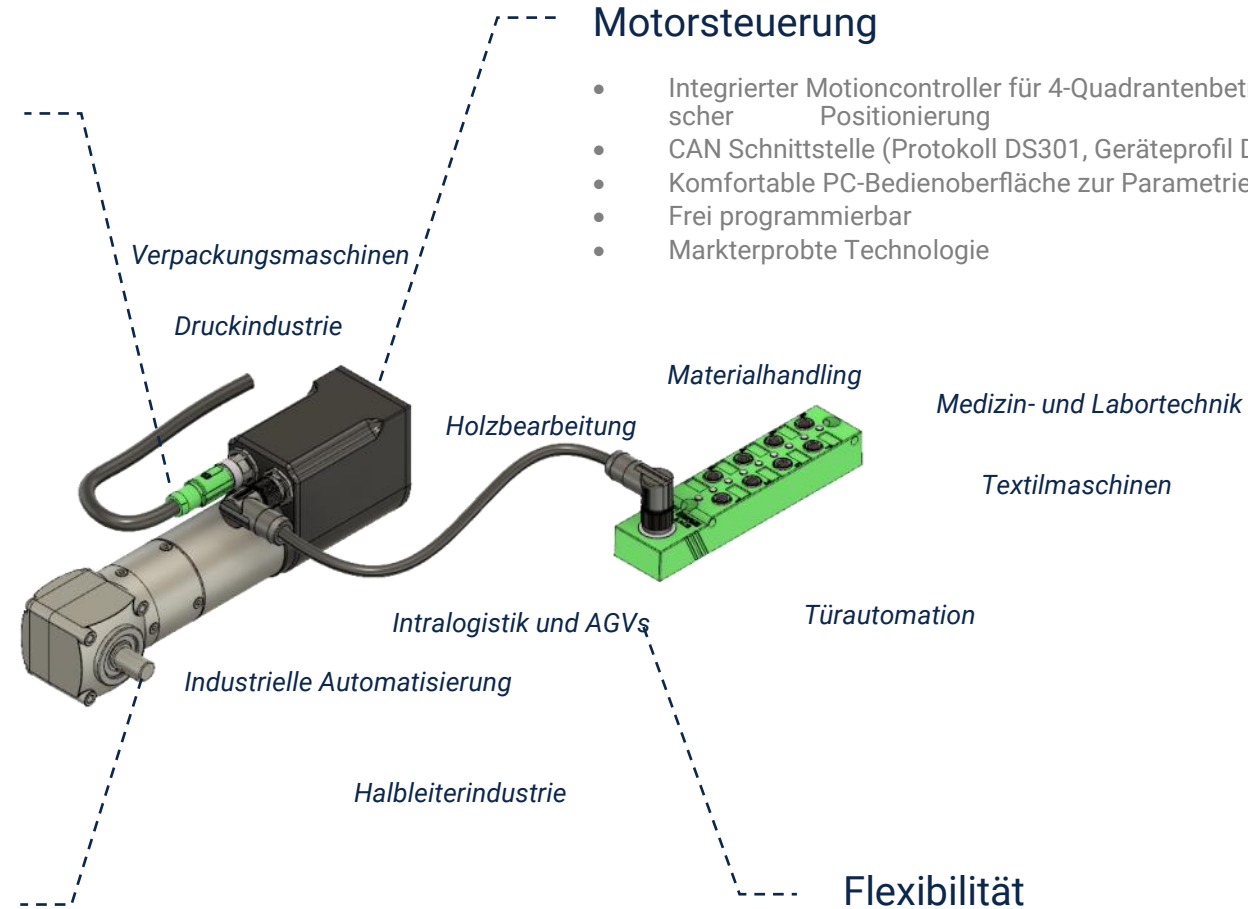 Motorsteuerung
• Integrierter Motioncontroller für 4-Quadrantenbet
scher Positionierung
• CAN Schnittstelle (Protokoll DS301, Geräteprofil D
• Komfortable PC-Bedienoberfläche zur Parametrie
• Frei programmierbar
• Markterprobte Technologie
Verpackungsmaschinen
Druckindustrie
Materialhandling
Medizin- und Labortechnik
Holzbearbeitung
Textilmaschinen
Intralogistik und AGVs
Türautomation
Industrielle Automatisierung
Halbleiterindustrie
Flexibilität